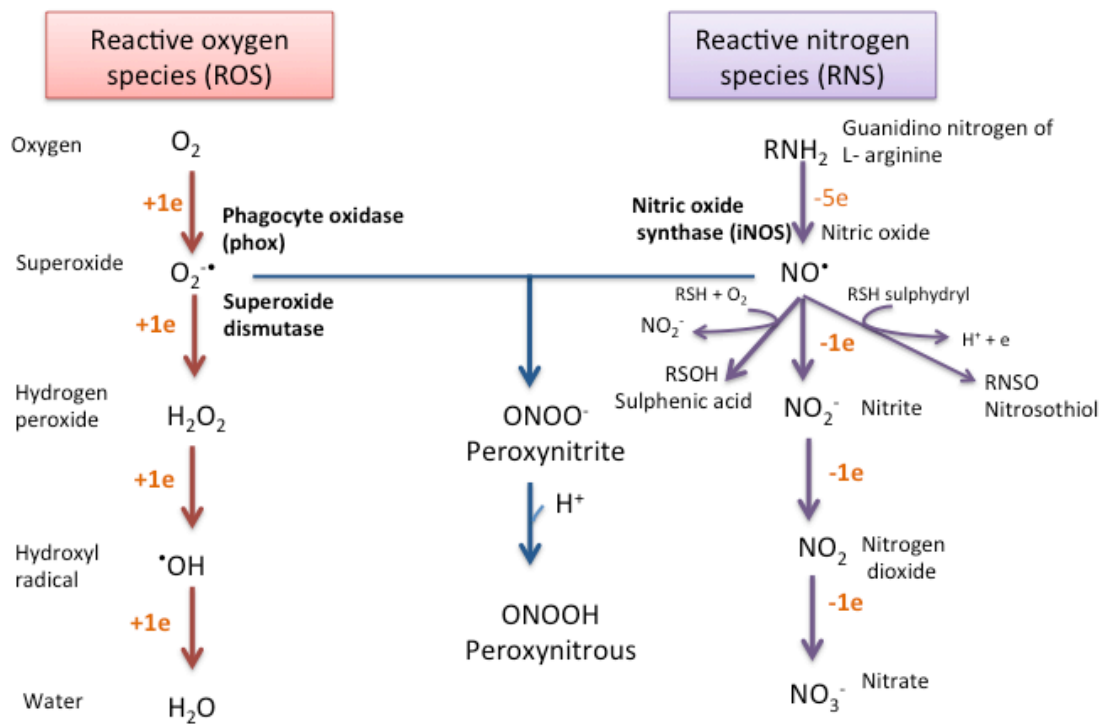 Reactive oxygen
species (ROS)
Reactive nitrogen
species (RNS)
Oxygen
O₂
+1e
Phagocyte oxidase
(phox)
Superoxide
O₂⁻•
+1e
Superoxide
dismutase
Hydrogen
peroxide
H₂O₂
+1e
Hydroxyl
radical
•OH
+1e
Water
H₂O
ONOO⁻
Peroxynitrite
H⁺
ONOOH
Peroxynitrous
RNH₂
Guanidino nitrogen of
L- arginine
-5e
Nitric oxide
synthase (iNOS)
Nitric oxide
NO•
RSH + O₂
NO₂⁻
RSOH
Sulphenic acid
-1e
RSH sulphydryl
H⁺ + e
RNSO
Nitrosothiol
NO₂⁻
Nitrite
-1e
NO₂
Nitrogen
dioxide
-1e
NO₃⁻
Nitrate